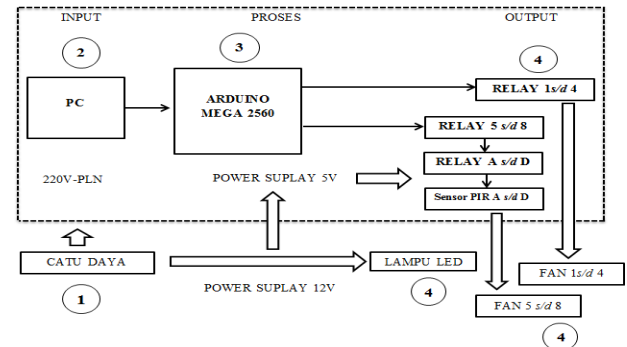 INPUT
PROSES
OUTPUT
2
3
4
PC
ARDUINO
MEGA 2560
RELAY 1s/d 4
RELAY 5 s/d 8
RELAY A s/d D
Sensor PIR A s/d D
220V-PLN
POWER SUPLAY 5V
CATU DAYA
1
POWER SUPLAY 12V
LAMPU LED
4
FAN 1s/d 4
FAN 5 s/d 8
4